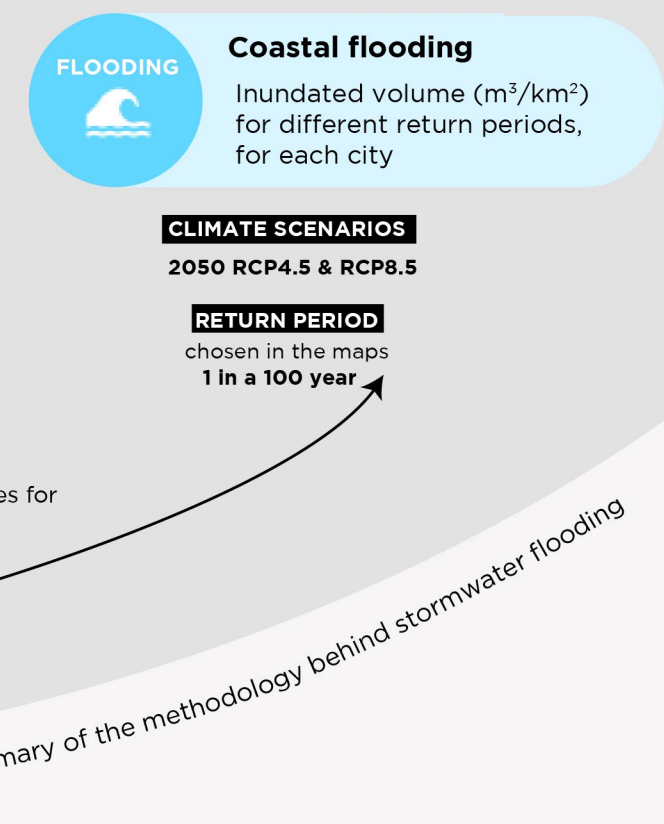 FLOODING
Coastal flooding
Inundated volume (m³/km²)
for different return periods,
for each city
CLIMATE SCENARIOS
2050 RCP4.5 & RCP8.5
RETURN PERIOD
chosen in the maps
1 in a 100 year
for
of the methodology behind stormwater flooding